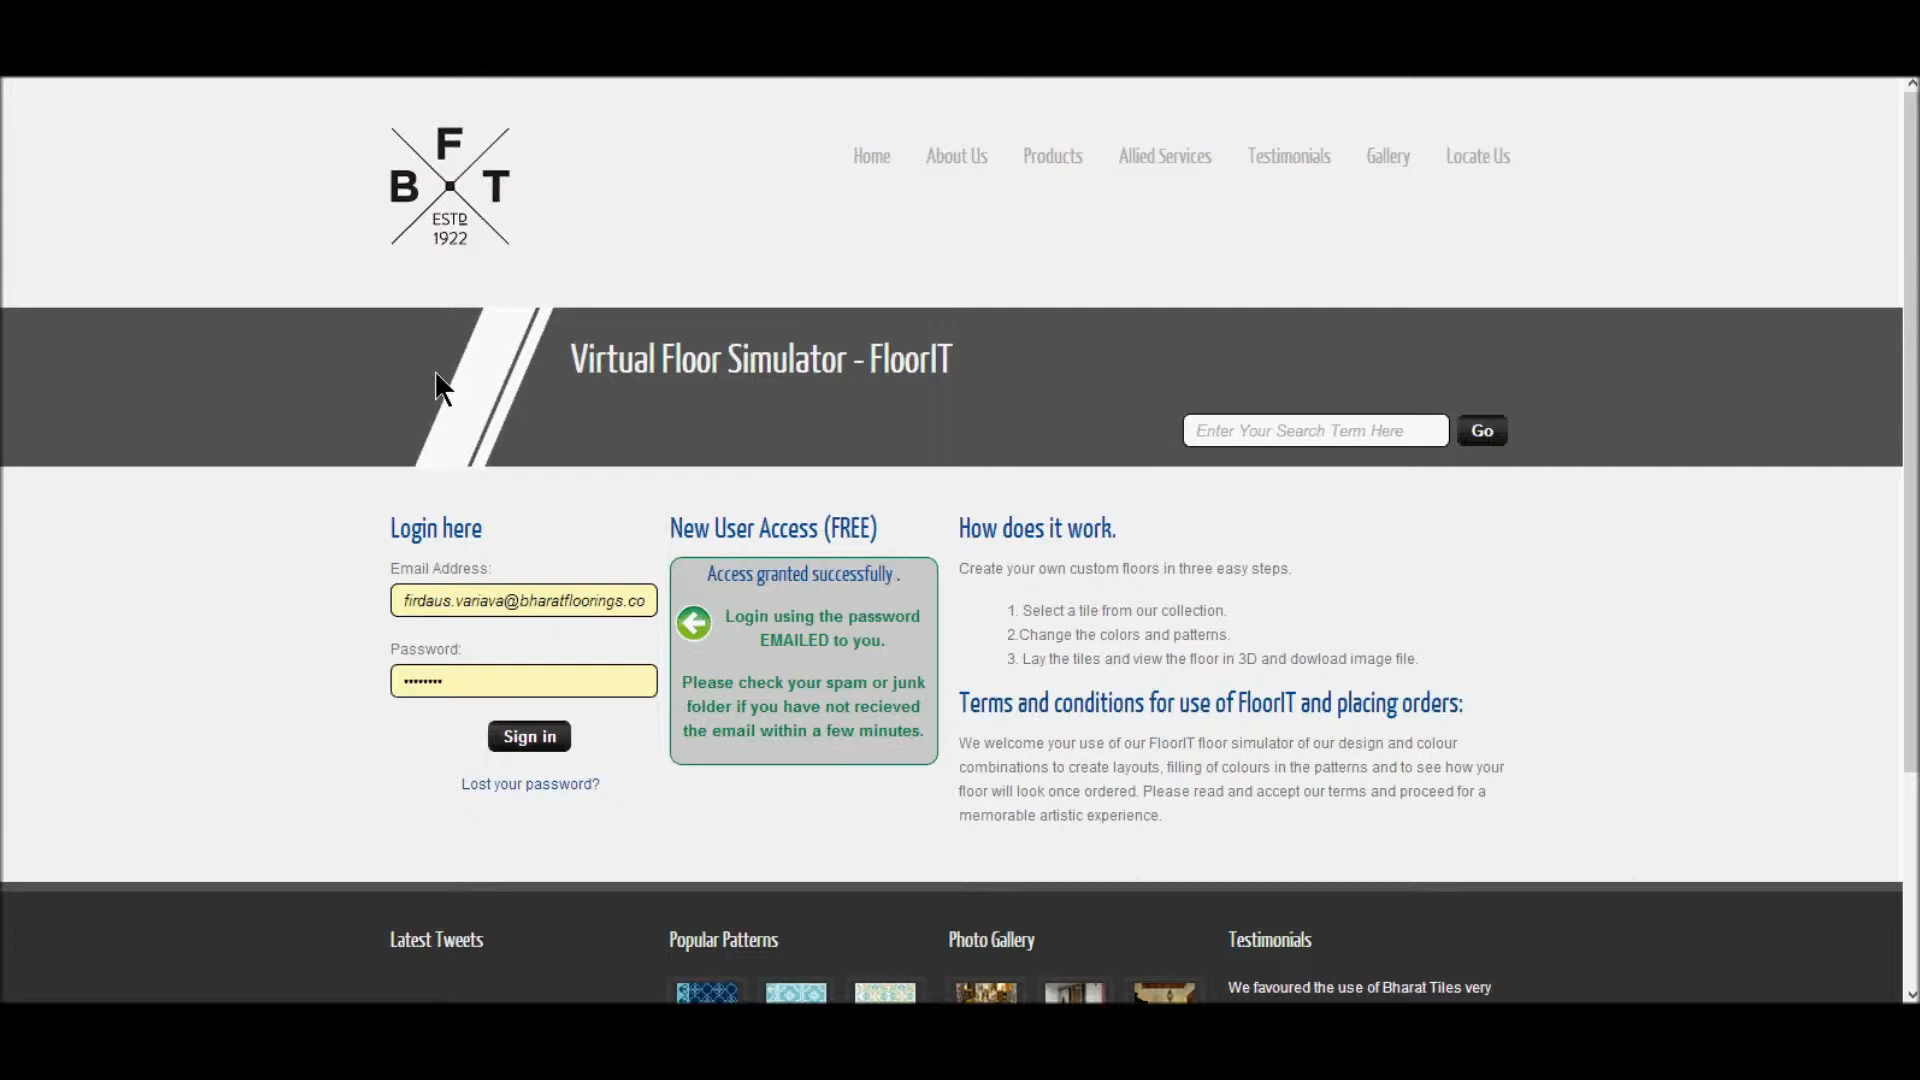 F
B T
ESTD
1922
Home About Us Products Allied Services Testimonials Gallery Locate Us
Virtual Floor Simulator - FloorIT
Enter Your Search Term Here Go
Login here
Email Address:
firdaus.variava@bharatfloorings.co
Password:
••••••••
Sign in
Lost your password?
New User Access (FREE)
Access granted successfully .
Login using the password
EMAILED to you.
Please check your spam or junk
folder if you have not recieved
the email within a few minutes.
How does it work.
Create your own custom floors in three easy steps.
1. Select a tile from our collection.
2.Change the colors and patterns.
3. Lay the tiles and view the floor in 3D and dowload image file.
Terms and conditions for use of FloorIT and placing orders:
We welcome your use of our FloorIT floor simulator of our design and colour
combinations to create layouts, filling of colours in the patterns and to see how your
floor will look once ordered. Please read and accept our terms and proceed for a
memorable artistic experience.
Latest Tweets
Popular Patterns
Photo Gallery
Testimonials
We favoured the use of Bharat Tiles very